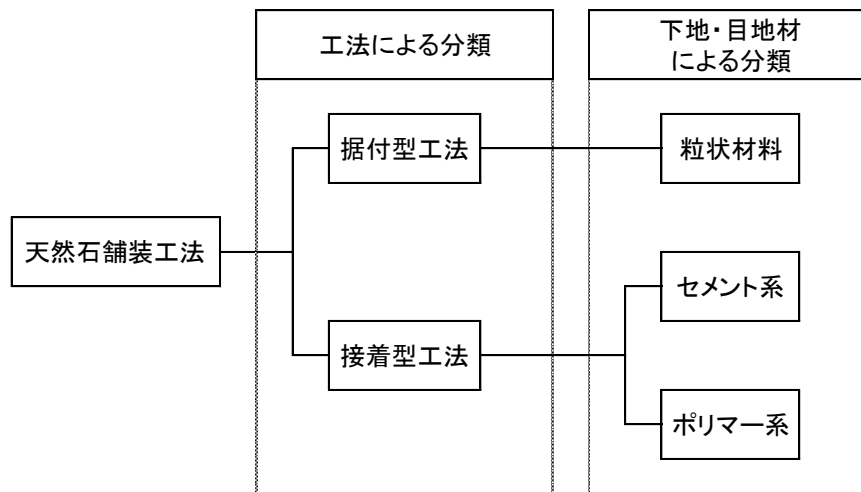 工法による分類
下地・目地材
による分類
据付型工法
粒状材料
天然石舗装工法
セメント系
接着型工法
ポリマー系